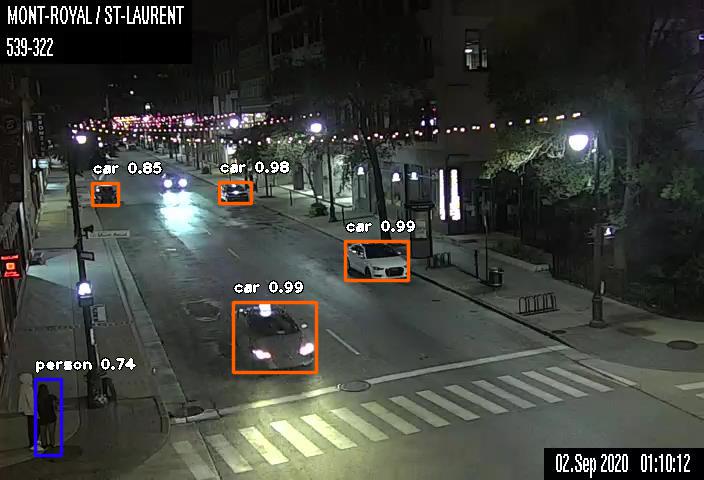 MONT-ROYAL / ST-LAURENT
539-322
car 0.85
car 0.98
car 0.99
car 0.99
person 0.74
02.Sep 2020 01:10:12